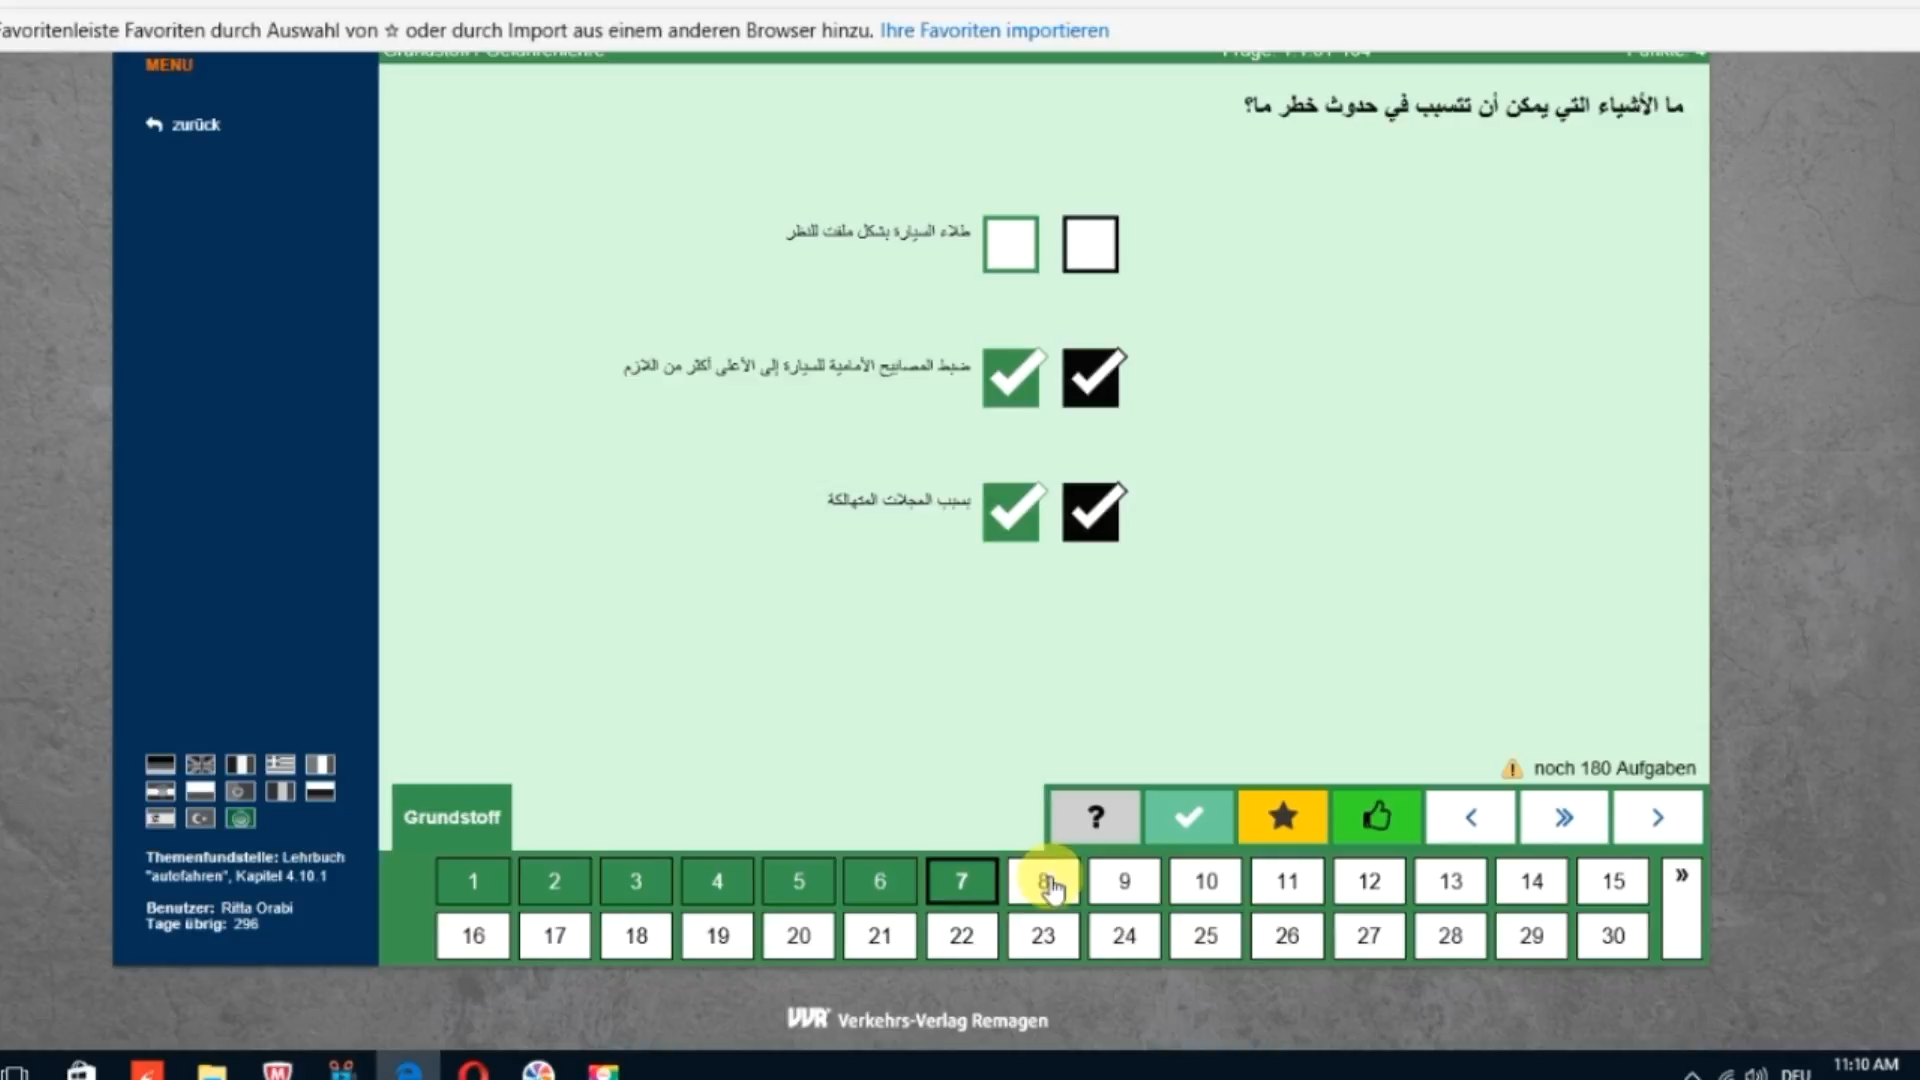 Favoritenleiste Favoriten durch Auswahl von ☆ oder durch Import aus einem anderen Browser hinzu. Ihre Favoriten importieren
MENU
zurück
ما الأشياء التي يمكن أن تتسبب في حدوث خطر ما؟
طلاء السيارة بشكل ملفت للنظر
ضبط المصابيح الأمامية للسيارة إلى الأعلى أكثر من اللازم
بسبب العجلات المتهالكة
noch 180 Aufgaben
Grundstoff
?
1 2 3 4 5 6 7 8 9 10 11 12 13 14 15 »
16 17 18 19 20 21 22 23 24 25 26 27 28 29 30
Themenfundstelle: Lehrbuch
"autofahren", Kapitel 4.10.1
Benutzer: Ritta Orabi
Tage übrig: 296
VVR Verkehrs-Verlag Remagen
11:10 AM
DEU